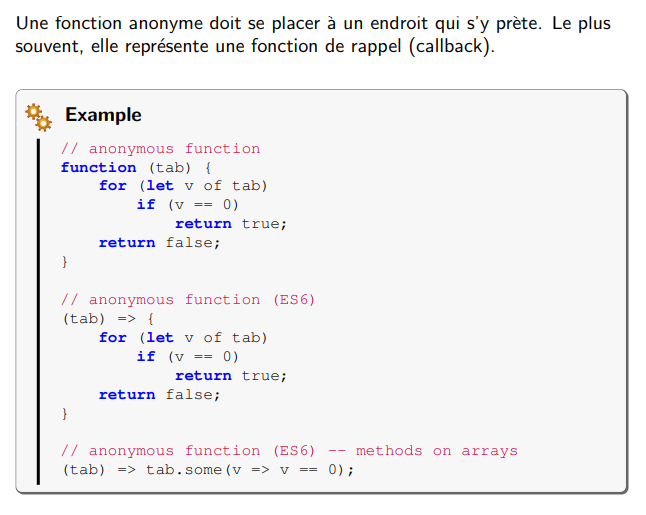 Une fonction anonyme doit se placer à un endroit qui s'y prète. Le plus
souvent, elle représente une fonction de rappel (callback).
Example
// anonymous function
function (tab) {
    for (let v of tab)
        if (v == 0)
            return true;
    return false;
}
// anonymous function (ES6)
(tab) => {
    for (let v of tab)
        if (v == 0)
            return true;
    return false;
}
// anonymous function (ES6) -- methods on arrays
(tab) => tab.some(v => v == 0);